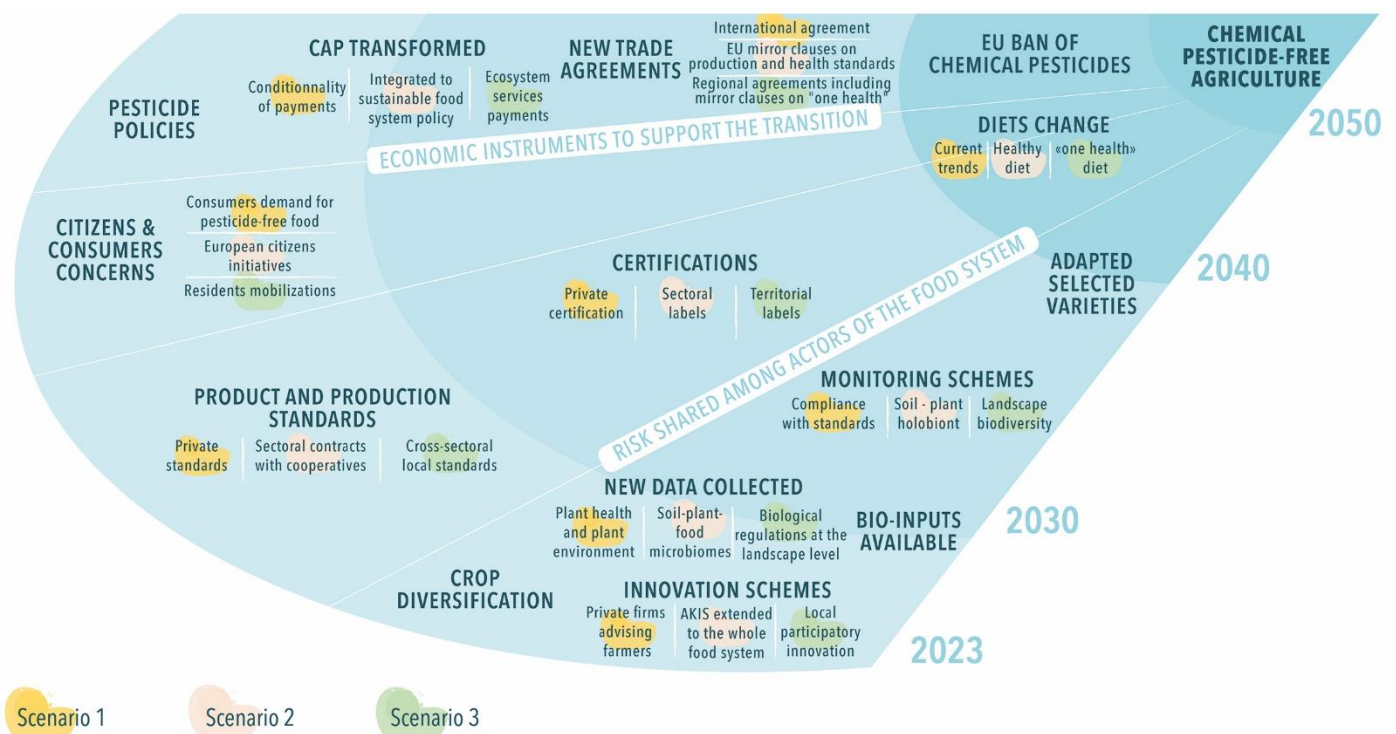 CAP TRANSFORMED
Conditionnality
of payments
Integrated to
sustainable food
system policy
Ecosystem
services
payments
NEW TRADE
AGREEMENTS
International agreement
EU mirror clauses on
production and health standards
Regional agreements including
mirror clauses on "one health"
EU BAN OF
CHEMICAL PESTICIDES
CHEMICAL
PESTICIDE-FREE
AGRICULTURE
2050
PESTICIDE
POLICIES
ECONOMIC INSTRUMENTS TO SUPPORT THE TRANSITION
DIETS CHANGE
Current
trends
Healthy
diet
«one health»
diet
CITIZENS &
CONSUMERS
CONCERNS
Consumers demand for
pesticide-free food
European citizens
initiatives
Residents mobilizations
CERTIFICATIONS
Private
certification
Sectoral
labels
Territorial
labels
RISK SHARED AMONG ACTORS OF THE FOOD SYSTEM
ADAPTED
SELECTED
VARIETIES
2040
PRODUCT AND PRODUCTION
STANDARDS
Private
standards
Sectoral contracts
with cooperatives
Cross-sectoral
local standards
MONITORING SCHEMES
Compliance
with standards
Soil - plant
holobiont
Landscape
biodiversity
NEW DATA COLLECTED
Plant health
and plant
environment
Soil-plant-
food
microbiomes
Biological
regulations at the
landscape level
BIO-INPUTS
AVAILABLE
2030
CROP
DIVERSIFICATION
INNOVATION SCHEMES
Private firms
advising
farmers
AKIS extended
to the whole
food system
Local
participatory
innovation
2023
Scenario 1
Scenario 2
Scenario 3